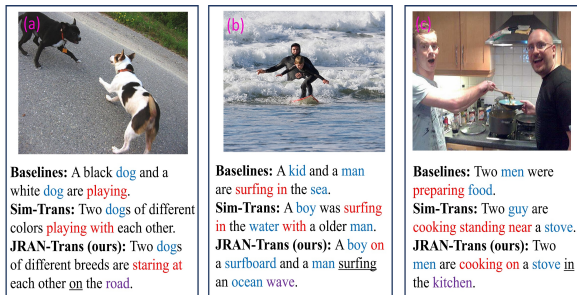 (a)
Baselines: A black dog and a
white dog are playing.
Sim-Trans: Two dogs of different
colors playing with each other.
JRAN-Trans (ours): Two dogs
of different breeds are staring at
each other on the road.
(b)
Baselines: A kid and a man
are surfing in the sea.
Sim-Trans: A boy was surfing
in the water with a older man.
JRAN-Trans (ours): A boy on
a surfboard and a man surfing
an ocean wave.
(c)
Baselines: Two men were
preparing food.
Sim-Trans: Two guy are
cooking standing near a stove.
JRAN-Trans (ours): Two
men are cooking on a stove in
the kitchen.